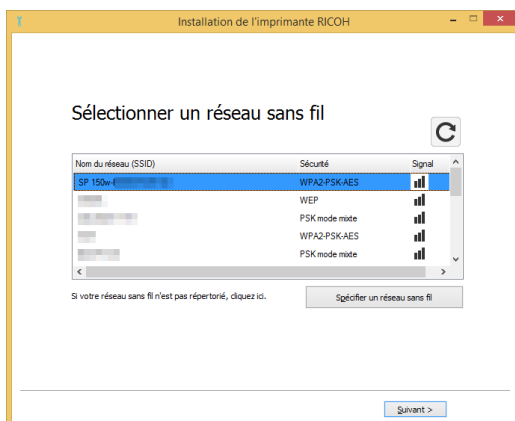 Installation de l'imprimante RICOH
Sélectionner un réseau sans fil
Nom du réseau (SSID) Sécurité Signal
SP 150w- WPA2-PSK-AES
WEP
PSK mode mixte
WPA2-PSK-AES
PSK mode mixte
Si votre réseau sans fil n'est pas répertorié, cliquez ici. Spécifier un réseau sans fil
Suivant >